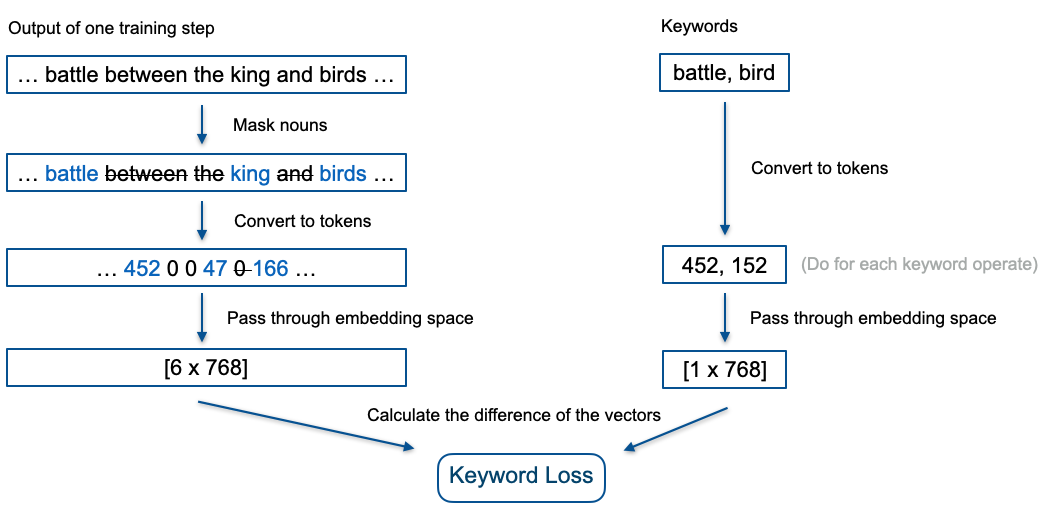 Output of one training step
... battle between the king and birds ...
Mask nouns
... battle between the king and birds ...
Convert to tokens
... 452 0 0 47 0 166 ...
Pass through embedding space
[6 x 768]
Keywords
battle, bird
Convert to tokens
452, 152
(Do for each keyword operate)
Pass through embedding space
[1 x 768]
Calculate the difference of the vectors
Keyword Loss